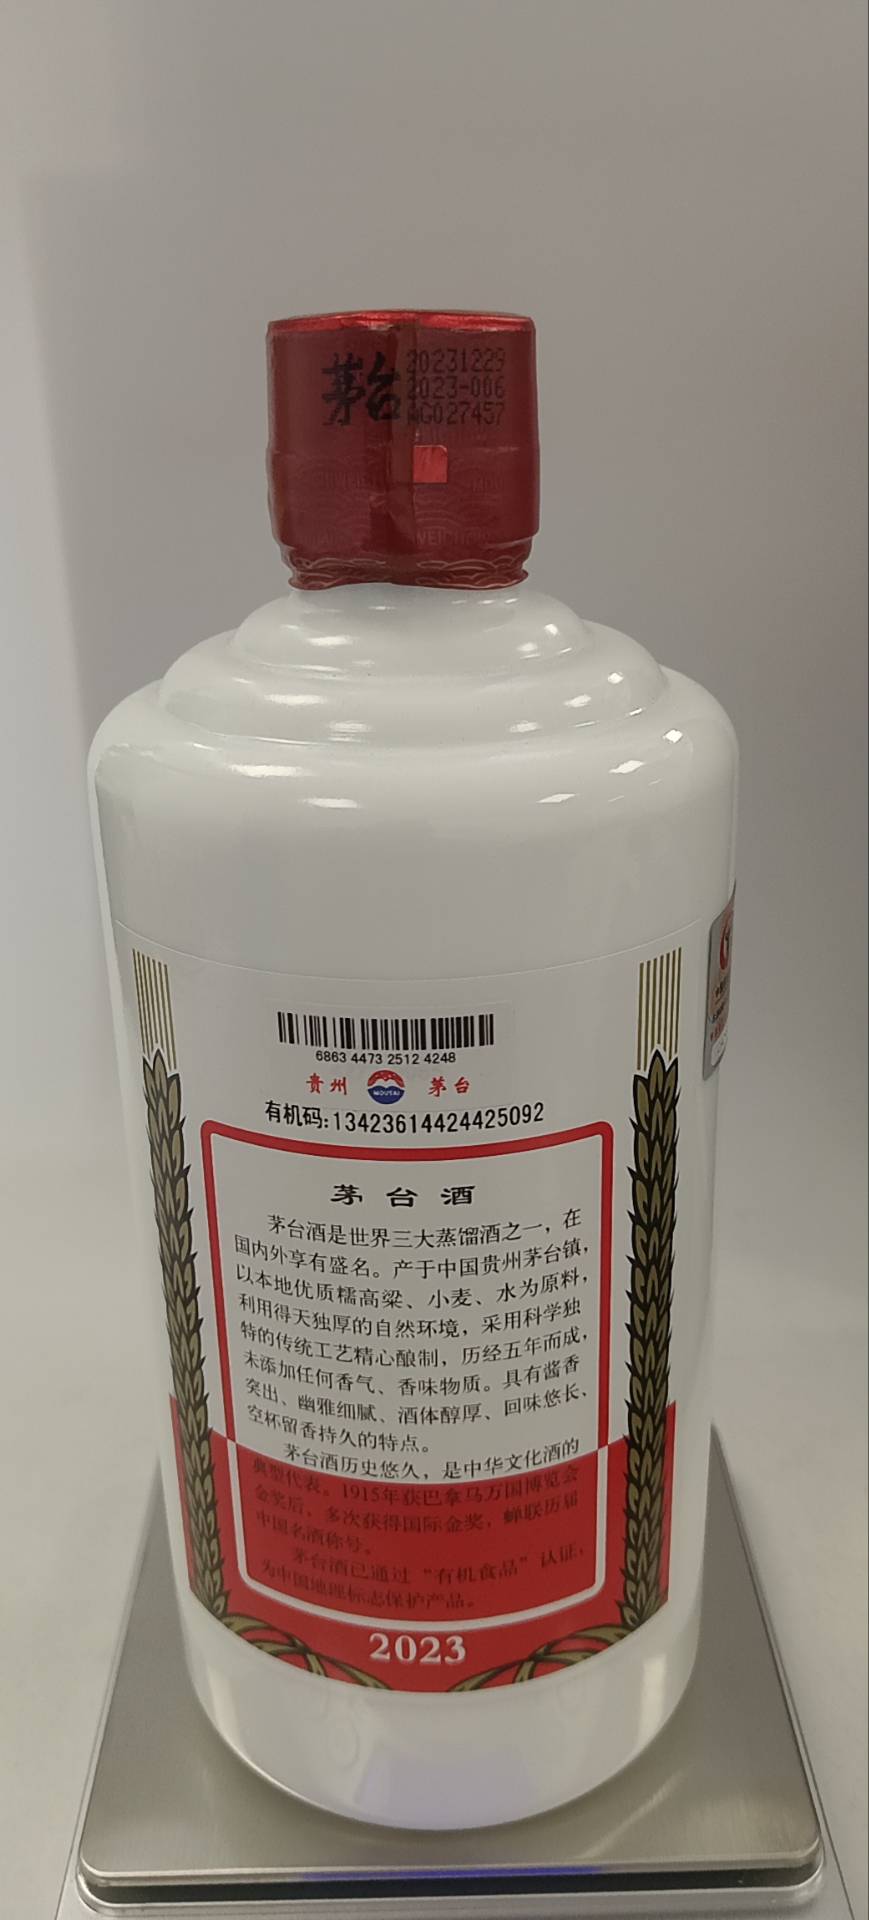 茅台
20231229
2023-006
AG027457
6863 4473 2512 4248
贵州 MOUTAI 茅台
有机码:13423614424425092
茅台酒
茅台酒是世界三大蒸馏酒之一，在
国内外享有盛名。产于中国贵州茅台镇，
以本地优质糯高粱、小麦、水为原料，
利用得天独厚的自然环境，采用科学独
特的传统工艺精心酿制，历经五年而成，
未添加任何香气、香味物质。具有酱香
突出、幽雅细腻、酒体醇厚、回味悠长、
空杯留香持久的特点。
茅台酒历史悠久，是中华文化酒的
典型代表。1915年获巴拿马万国博览会
金奖后，多次获得国际金奖，蝉联历届
中国名酒称号。
茅台酒已通过“有机食品”认证，
为中国地理标志保护产品。
2023